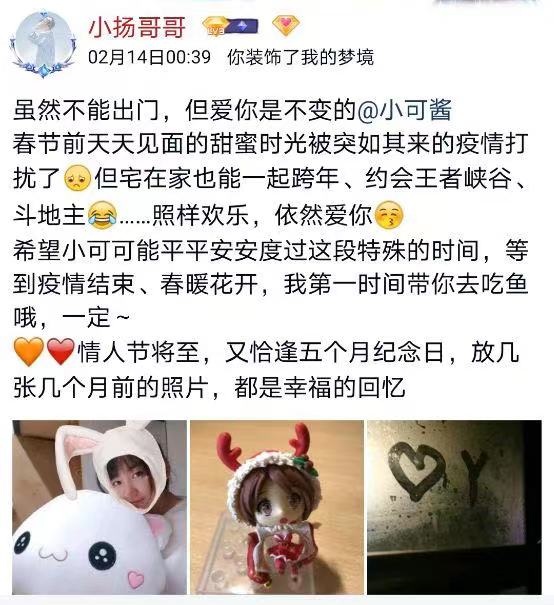 小扬哥哥
02月14日00:39 你装饰了我的梦境
虽然不能出门，但爱你是不变的@小可酱
春节前天天见面的甜蜜时光被突如其来的疫情打
扰了😞但宅在家也能一起跨年、约会王者峡谷、
斗地主😂……照样欢乐，依然爱你😚
希望小可可能平平安安度过这段特殊的时间，等
到疫情结束、春暖花开，我第一时间带你去吃鱼
哦，一定～
🧡❤️情人节将至，又恰逢五个月纪念日，放几
张几个月前的照片，都是幸福的回忆
Y